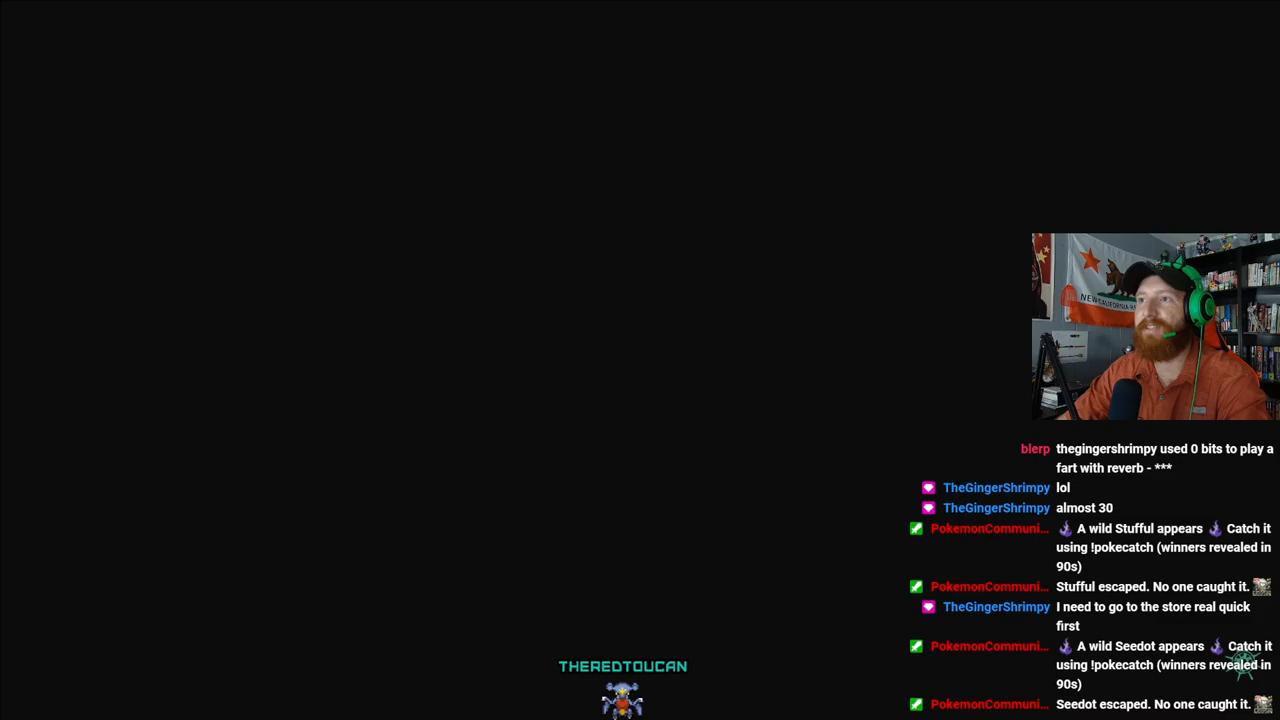 NEW CALIFORNIA R
blerp thegingershrimpy used 0 bits to play a
fart with reverb - ***
TheGingerShrimpy lol
TheGingerShrimpy almost 30
PokemonCommuni... A wild Stufful appears Catch it
using !pokecatch (winners revealed in
90s)
PokemonCommuni... Stufful escaped. No one caught it.
TheGingerShrimpy I need to go to the store real quick
first
PokemonCommuni... A wild Seedot appears Catch it
using !pokecatch (winners revealed in
90s)
PokemonCommuni... Seedot escaped. No one caught it.
THEREDTOUCAN